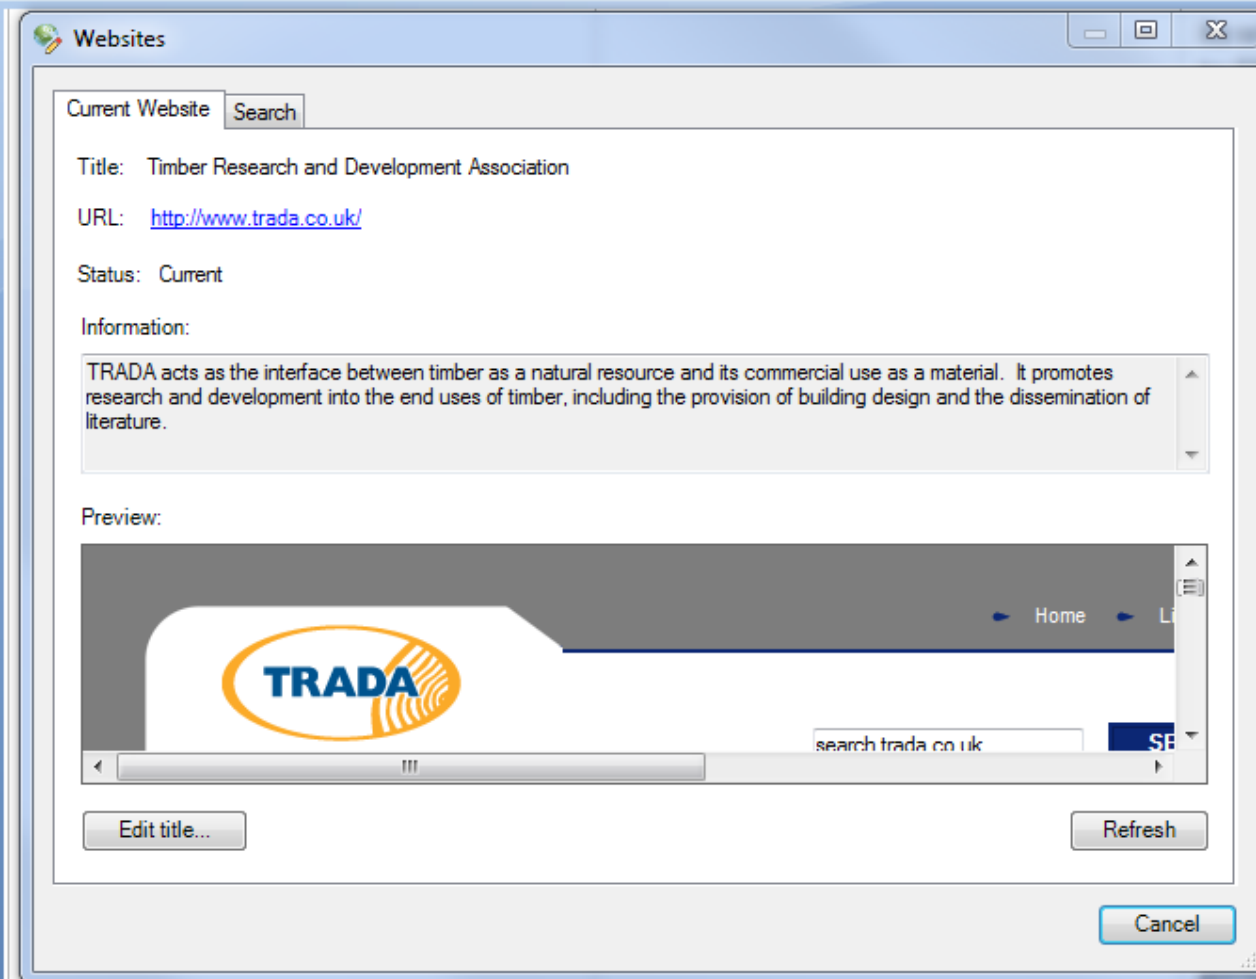 Websites
Current Website
Search
Title: Timber Research and Development Association
URL: http://www.trada.co.uk/
Status: Current
Information:
TRADA acts as the interface between timber as a natural resource and its commercial use as a material. It promotes
research and development into the end uses of timber, including the provision of building design and the dissemination of
literature.
Preview:
Home
Li
TRADA
search.trada.co.uk
SE
Edit title...
Refresh
Cancel